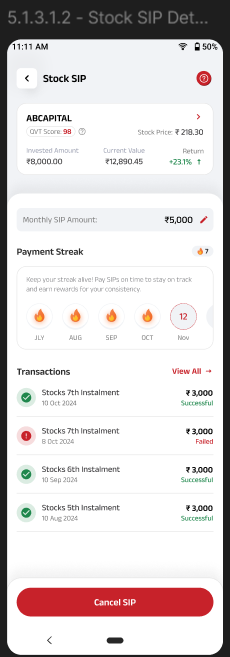 5.1.3.1.2 - Stock SIP Det...
11:11 AM
50%
Stock SIP
ABCAPITAL
OVT Score: 98
Stock Price: ₹ 218.30
Invested Amount
Current Value
Return
₹8,000.00
₹12,890.45
+23.1% ↑
Monthly SIP Amount:
₹5,000
Payment Streak
7
Keep your streak alive! Pay SIPs on time to stay on track
and earn rewards for your consistency.
12
JLY
AUG
SEP
OCT
Nov
Transactions
View All →
Stocks 7th Instalment
₹ 3,000
10 Oct 2024
Successful
Stocks 7th Instalment
₹ 3,000
8 Oct 2024
Failed
Stocks 6th Instalment
₹ 3,000
10 Sep 2024
Successful
Stocks 5th Instalment
₹ 3,000
10 Aug 2024
Successful
Cancel SIP